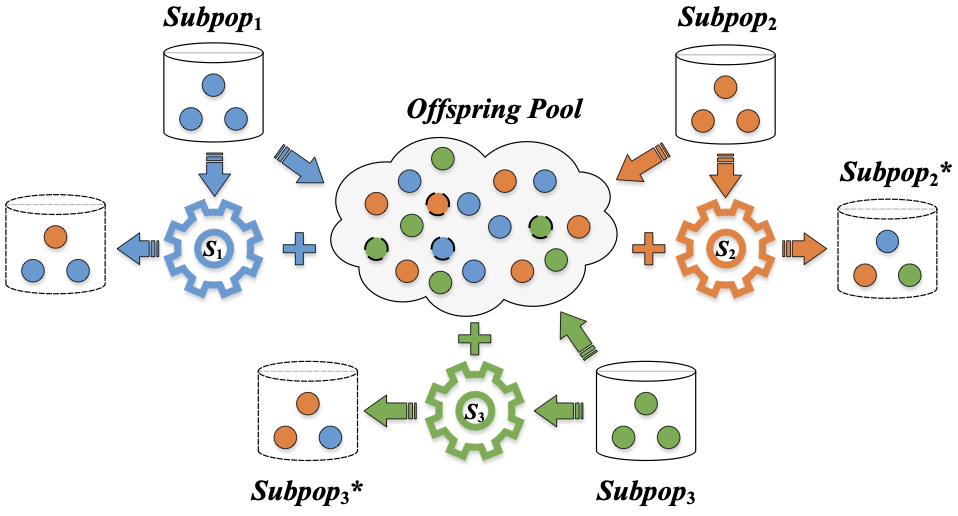 Subpop₁
Subpop₂
Offspring Pool
Subpop₂*
S₁
S₂
S₃
Subpop₃*
Subpop₃